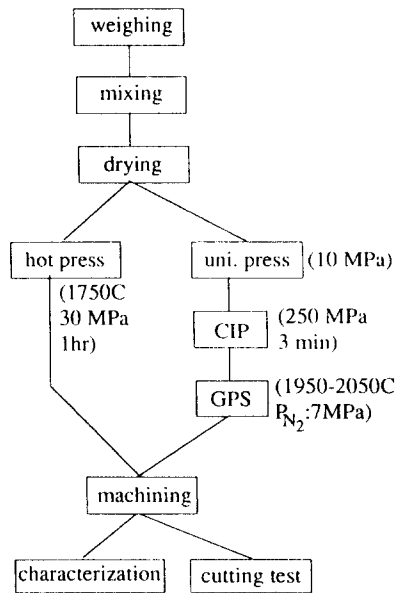 weighing
mixing
drying
hot press
(1750C
30 MPa
1hr)
uni. press
(10 MPa)
CIP
(250 MPa
3 min)
GPS
(1950-2050C
P_N2:7MPa)
machining
characterization
cutting test